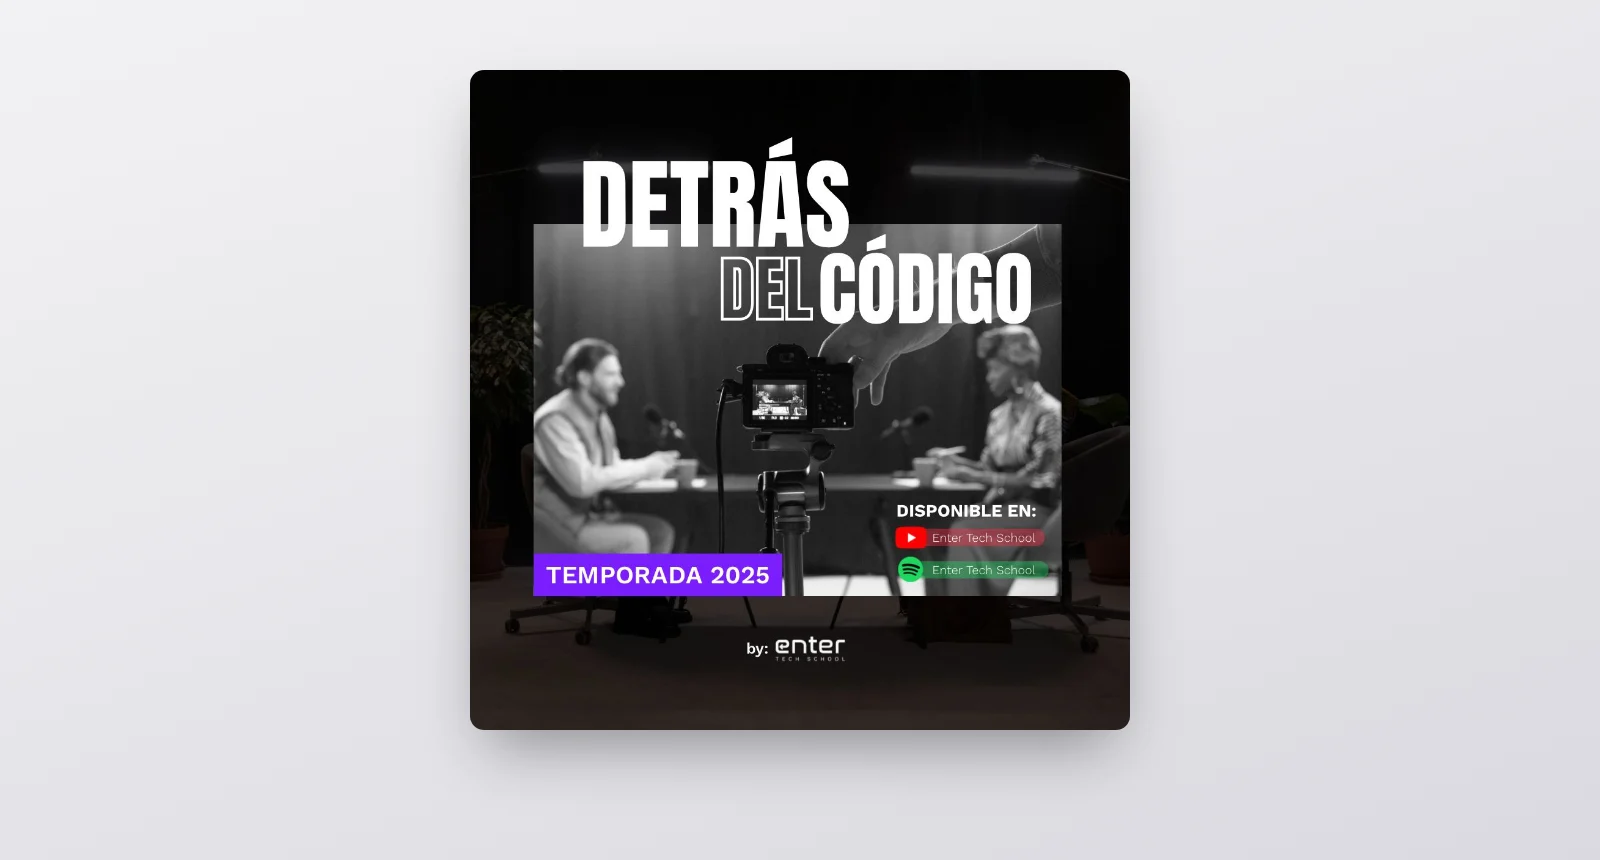 DETRÁS
DEL CÓDIGO
DISPONIBLE EN:
Enter Tech School
Enter Tech School
TEMPORADA 2025
by: enter
TECH SCHOOL